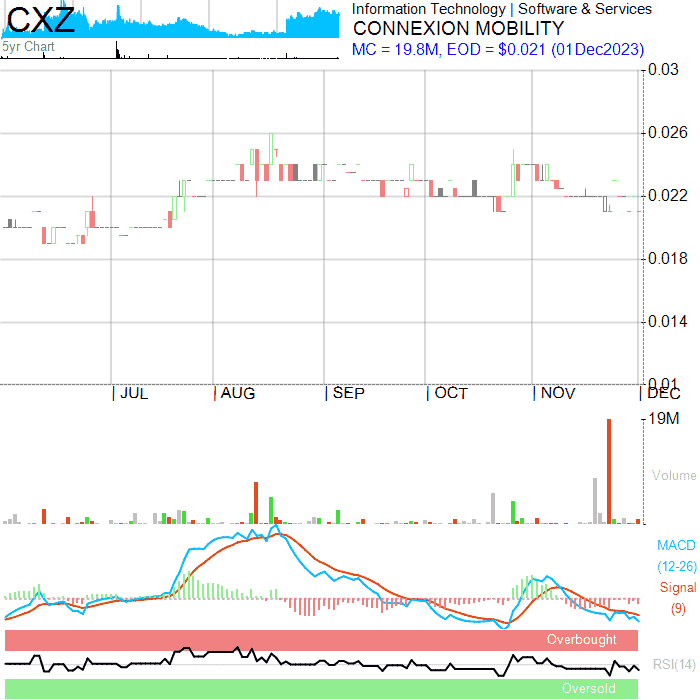 CXZ
5yr Chart
Information Technology | Software & Services
CONNEXION MOBILITY
MC = 19.8M, EOD = $0.021 (01Dec2023)
0.03
0.026
0.022
0.018
0.014
0.01
JUL AUG SEP OCT NOV DEC
19M
Volume
MACD
(12-26)
Signal
(9)
Overbought
RSI(14)
Oversold